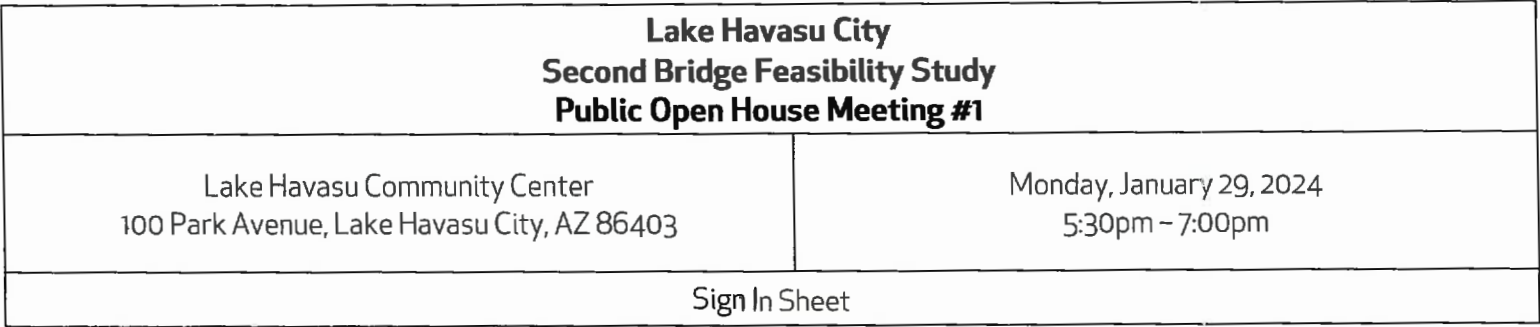 Lake Havasu City
Second Bridge Feasibility Study
Public Open House Meeting #1
Lake Havasu Community Center
100 Park Avenue, Lake Havasu City, AZ 86403
Monday, January 29, 2024
5:30pm – 7:00pm
Sign In Sheet